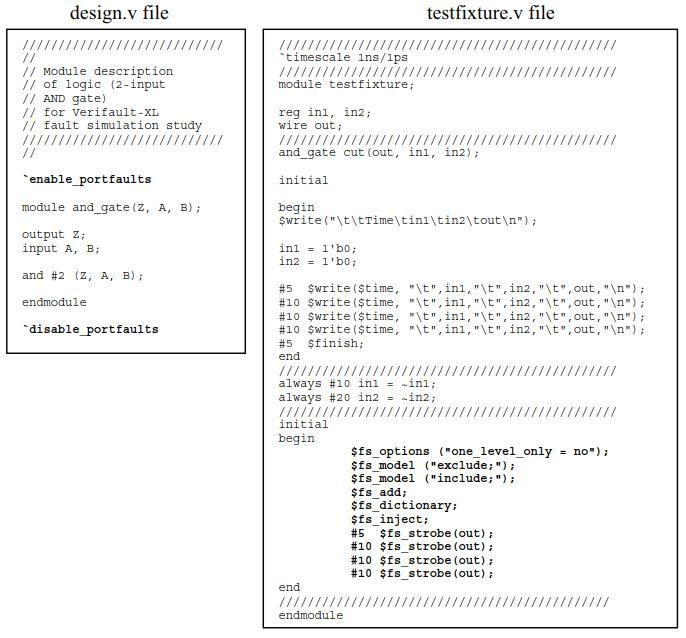 design.v file
///////////////////////////
//
// Module description
// of logic (2-input
// AND gate)
// for Verifault-XL
// fault simulation study
///////////////////////////
//
`enable_portfaults
module and_gate(Z, A, B);
output Z;
input A, B;
and #2 (Z, A, B);
endmodule
`disable_portfaults
testfixture.v file
///////////////////////////////////////////////
`timescale 1ns/1ps
///////////////////////////////////////////////
module testfixture;
reg in1, in2;
wire out;
///////////////////////////////////////////////
and_gate cut(out, in1, in2);
initial
begin
$write("\t\tTime\tin1\tin2\tout\n");
in1 = 1'b0;
in2 = 1'b0;
#5  $write($time, "\t",in1,"\t",in2,"\t",out,"\n");
#10 $write($time, "\t",in1,"\t",in2,"\t",out,"\n");
#10 $write($time, "\t",in1,"\t",in2,"\t",out,"\n");
#10 $write($time, "\t",in1,"\t",in2,"\t",out,"\n");
#5  $finish;
end
///////////////////////////////////////////////
always #10 in1 = ~in1;
always #20 in2 = ~in2;
///////////////////////////////////////////////
initial
begin
$fs_options ("one_level_only = no");
$fs_model ("exclude;");
$fs_model ("include;");
$fs_add;
$fs_dictionary;
$fs_inject;
#5  $fs_strobe(out);
#10 $fs_strobe(out);
#10 $fs_strobe(out);
#10 $fs_strobe(out);
end
//////////////////////////////////////////////
endmodule